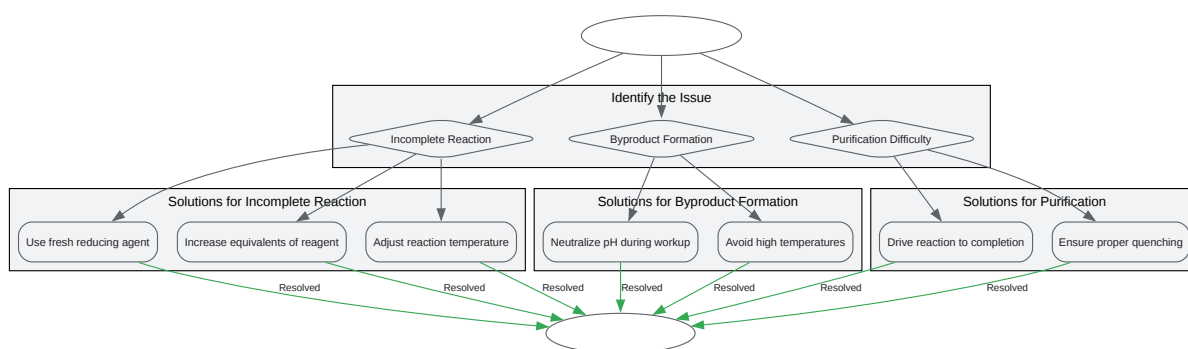 Identify the Issue
Incomplete Reaction
Byproduct Formation
Purification Difficulty
Solutions for Incomplete Reaction
Solutions for Byproduct Formation
Solutions for Purification
Use fresh reducing agent
Increase equivalents of reagent
Adjust reaction temperature
Neutralize pH during workup
Avoid high temperatures
Drive reaction to completion
Ensure proper quenching
Resolved
Resolved
Resolved
Resolved
Resolved
Resolved
Resolved